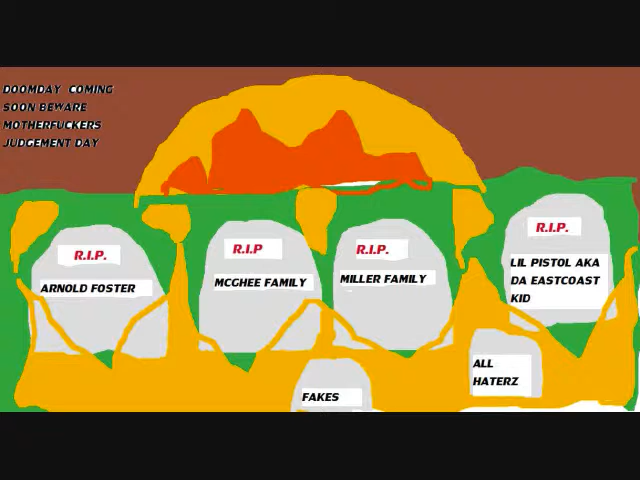 DOOMDAY COMING
SOON BEWARE
MOTHERFUCKERS
JUDGEMENT DAY
R.I.P.
ARNOLD FOSTER
R.I.P.
MCGHEE FAMILY
R.I.P.
MILLER FAMILY
R.I.P.
LIL PISTOL AKA
DA EASTCOAST
KID
FAKES
ALL
HATERZ